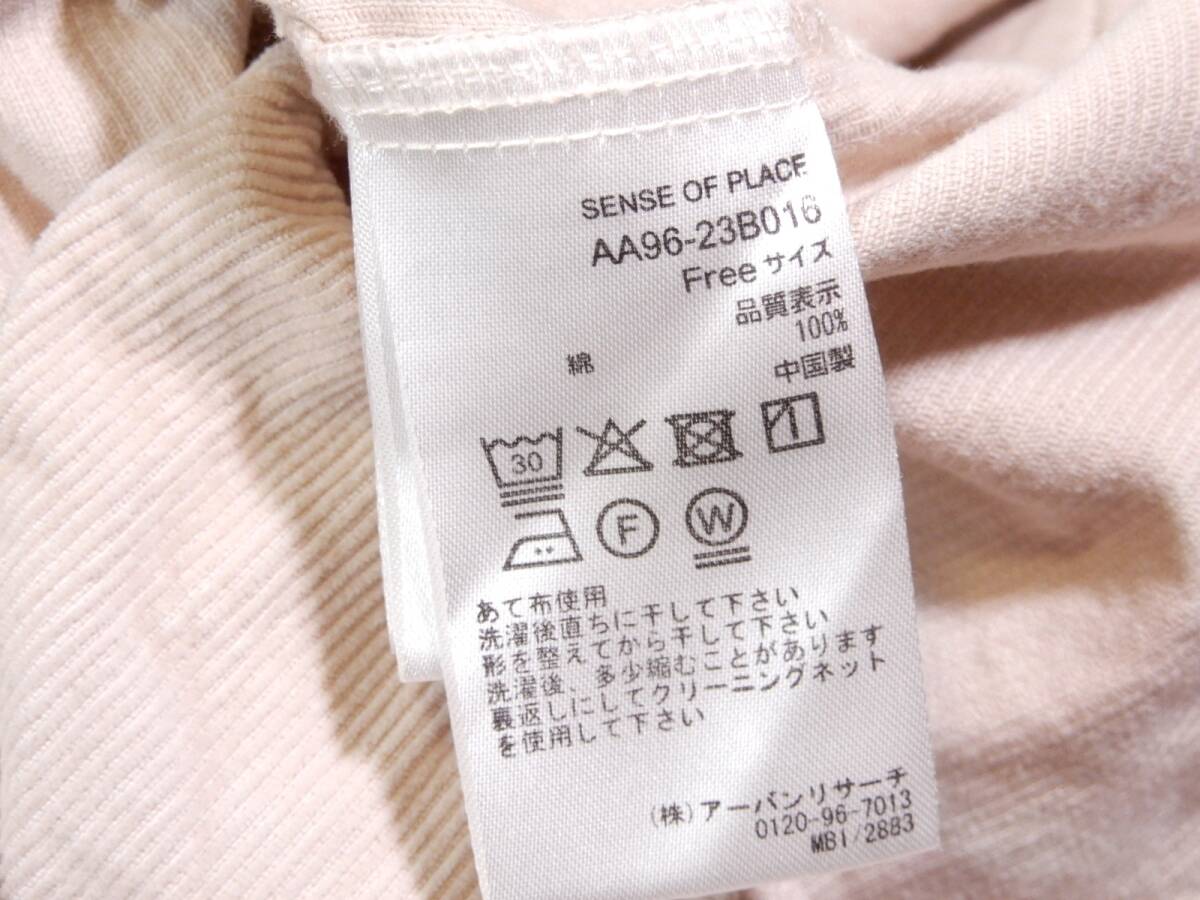 SENSE OF PLACE
AA96-23B016
Free サイズ
品質表示
綿 100%
中国製
30
F W
あて布使用
洗濯後直ちに干して下さい
形を整えてから干して下さい
洗濯後、多少縮むことがあります
裏返しにしてクリーニングネット
を使用して下さい
(株)アーバンリサーチ
0120-96-7013
MB1/2883